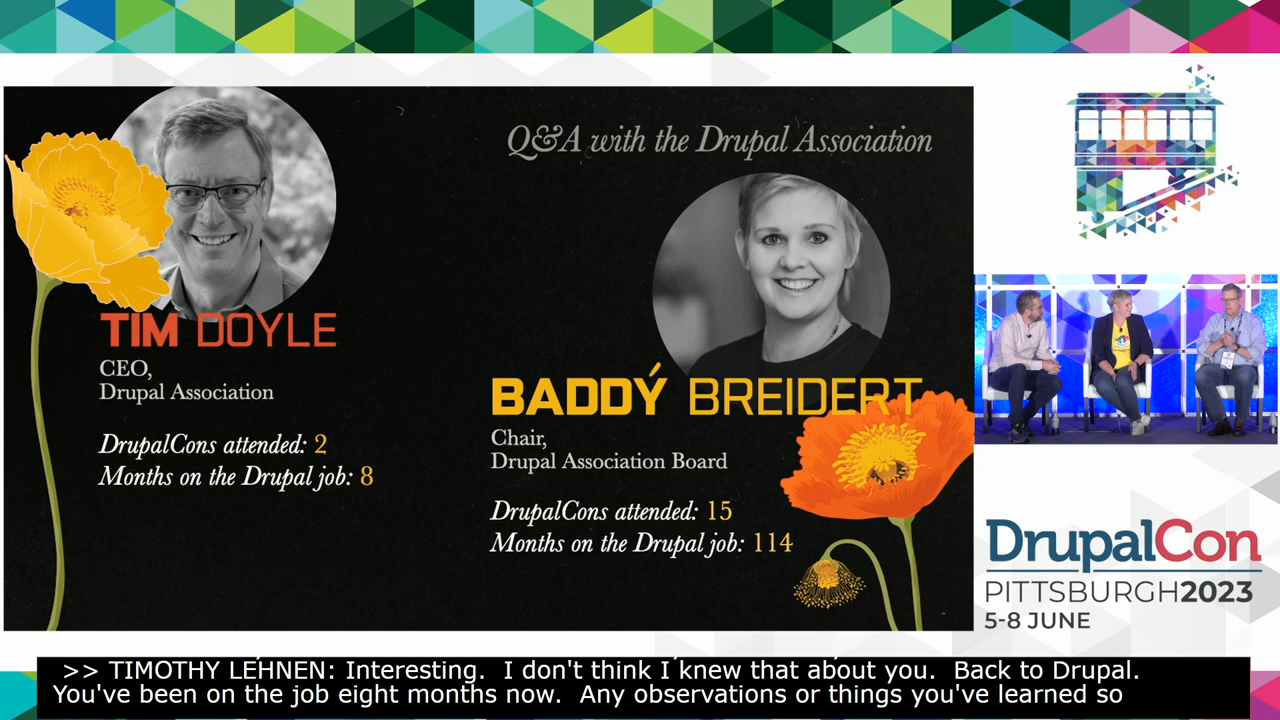 Q&A with the Drupal Association
TIM DOYLE
CEO,
Drupal Association
DrupalCons attended: 2
Months on the Drupal job: 8
BADDÝ BREIDERT
Chair,
Drupal Association Board
DrupalCons attended: 15
Months on the Drupal job: 114
DrupalCon
PITTSBURGH2023
5-8 JUNE
>> TIMOTHY LEHNEN: Interesting. I don't think I knew that about you. Back to Drupal.
You've been on the job eight months now. Any observations or things you've learned so